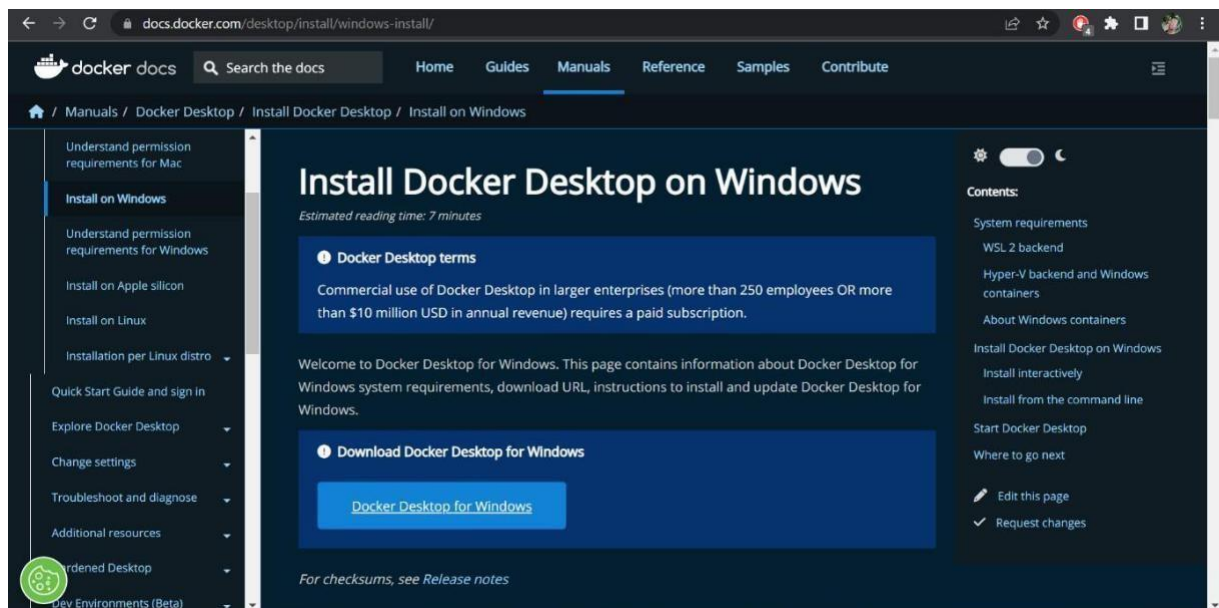 docs.docker.com/desktop/install/windows-install/
4
docker docs
Search the docs
Home
Guides
Manuals
Reference
Samples
Contribute
/ Manuals / Docker Desktop / Install Docker Desktop / Install on Windows
Understand permission
requirements for Mac
Install on Windows
Understand permission
requirements for Windows
Install on Apple silicon
Install on Linux
Installation per Linux distro
Quick Start Guide and sign in
Explore Docker Desktop
Change settings
Troubleshoot and diagnose
Additional resources
rdened Desktop
Dev Environments (Beta)
Install Docker Desktop on Windows
Estimated reading time: 7 minutes
Docker Desktop terms
Commercial use of Docker Desktop in larger enterprises (more than 250 employees OR more
than $10 million USD in annual revenue) requires a paid subscription.
Welcome to Docker Desktop for Windows. This page contains information about Docker Desktop for
Windows system requirements, download URL, instructions to install and update Docker Desktop for
Windows.
Download Docker Desktop for Windows
Docker Desktop for Windows
For checksums, see Release notes
Contents:
System requirements
WSL 2 backend
Hyper-V backend and Windows
containers
About Windows containers
Install Docker Desktop on Windows
Install interactively
Install from the command line
Start Docker Desktop
Where to go next
Edit this page
Request changes